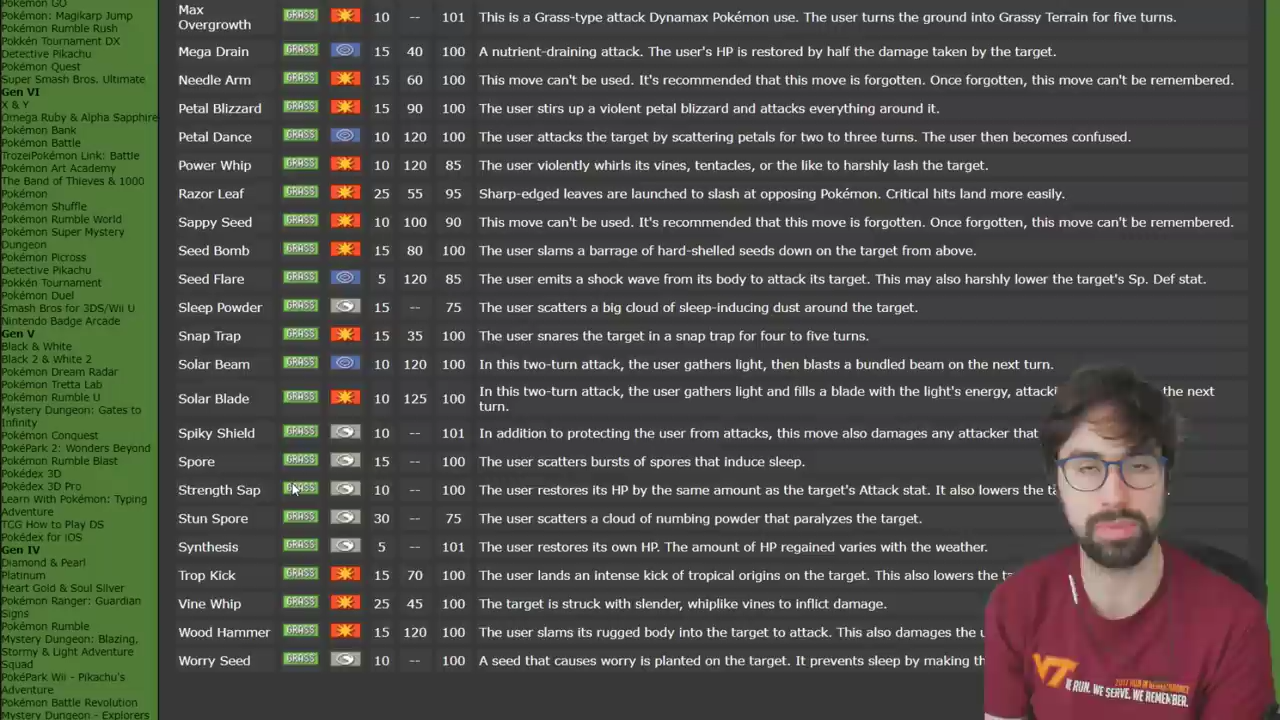 Pokémon GO
Pokémon: Magikarp Jump
Pokémon Rumble Rush
Pokkén Tournament DX
Detective Pikachu
Pokémon Quest
Super Smash Bros. Ultimate
Gen VI
X & Y
Omega Ruby & Alpha Sapphire
Pokémon Bank
Pokémon Battle
TrozeiPokémon Link: Battle
Pokémon Art Academy
The Band of Thieves & 1000
Pokémon
Pokémon Shuffle
Pokémon Rumble World
Pokémon Super Mystery
Dungeon
Pokémon Picross
Detective Pikachu
Pokkén Tournament
Pokémon Duel
Smash Bros for 3DS/Wii U
Nintendo Badge Arcade
Gen V
Black & White
Black 2 & White 2
Pokémon Dream Radar
Pokémon Tretta Lab
Pokémon Rumble U
Mystery Dungeon: Gates to
Infinity
Pokémon Conquest
PokéPark 2: Wonders Beyond
Pokémon Rumble Blast
Pokédex 3D
Pokédex 3D Pro
Learn With Pokémon: Typing
Adventure
TCG How to Play DS
Pokédex for iOS
Gen IV
Diamond & Pearl
Platinum
Heart Gold & Soul Silver
Pokémon Ranger: Guardian
Signs
Pokémon Rumble
Mystery Dungeon: Blazing,
Stormy & Light Adventure
Squad
PokéPark Wii - Pikachu's
Adventure
Pokémon Battle Revolution
Mystery Dungeon - Explorers
Max
Overgrowth GRASS 10 -- 101 This is a Grass-type attack Dynamax Pokémon use. The user turns the ground into Grassy Terrain for five turns.
Mega Drain GRASS 15 40 100 A nutrient-draining attack. The user's HP is restored by half the damage taken by the target.
Needle Arm GRASS 15 60 100 This move can't be used. It's recommended that this move is forgotten. Once forgotten, this move can't be remembered.
Petal Blizzard GRASS 15 90 100 The user stirs up a violent petal blizzard and attacks everything around it.
Petal Dance GRASS 10 120 100 The user attacks the target by scattering petals for two to three turns. The user then becomes confused.
Power Whip GRASS 10 120 85 The user violently whirls its vines, tentacles, or the like to harshly lash the target.
Razor Leaf GRASS 25 55 95 Sharp-edged leaves are launched to slash at opposing Pokémon. Critical hits land more easily.
Sappy Seed GRASS 10 100 90 This move can't be used. It's recommended that this move is forgotten. Once forgotten, this move can't be remembered.
Seed Bomb GRASS 15 80 100 The user slams a barrage of hard-shelled seeds down on the target from above.
Seed Flare GRASS 5 120 85 The user emits a shock wave from its body to attack its target. This may also harshly lower the target's Sp. Def stat.
Sleep Powder GRASS 15 -- 75 The user scatters a big cloud of sleep-inducing dust around the target.
Snap Trap GRASS 15 35 100 The user snares the target in a snap trap for four to five turns.
Solar Beam GRASS 10 120 100 In this two-turn attack, the user gathers light, then blasts a bundled beam on the next turn.
Solar Blade GRASS 10 125 100 In this two-turn attack, the user gathers light and fills a blade with the light's energy, attacki the next
turn.
Spiky Shield GRASS 10 -- 101 In addition to protecting the user from attacks, this move also damages any attacker that
Spore GRASS 15 -- 100 The user scatters bursts of spores that induce sleep.
Strength Sap GRASS 10 -- 100 The user restores its HP by the same amount as the target's Attack stat. It also lowers the ta
Stun Spore GRASS 30 -- 75 The user scatters a cloud of numbing powder that paralyzes the target.
Synthesis GRASS 5 -- 101 The user restores its own HP. The amount of HP regained varies with the weather.
Trop Kick GRASS 15 70 100 The user lands an intense kick of tropical origins on the target. This also lowers the ta
Vine Whip GRASS 25 45 100 The target is struck with slender, whiplike vines to inflict damage.
Wood Hammer GRASS 15 120 100 The user slams its rugged body into the target to attack. This also damages the u
Worry Seed GRASS 10 -- 100 A seed that causes worry is planted on the target. It prevents sleep by making th
VT
2017 RUN IN REMEMBRANCE
WE RUN. WE SERVE. WE REMEMBER.